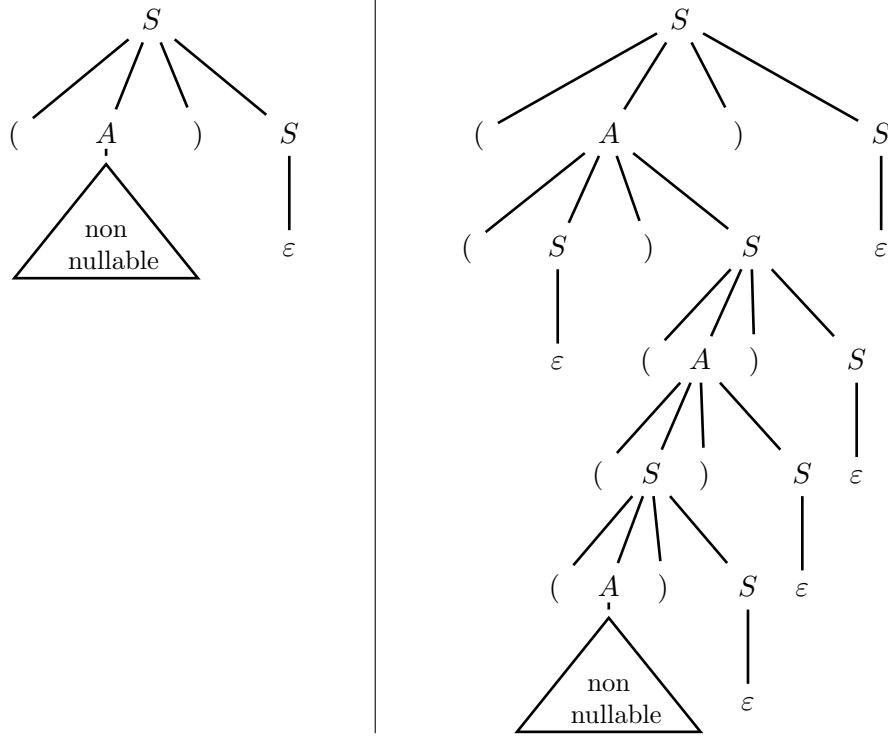 S
( A ) S
non
nullable
ε
S
( A ) S
( S ) S
ε
ε
( A ) S
( S ) S
ε
( A ) S
ε
non
nullable
ε